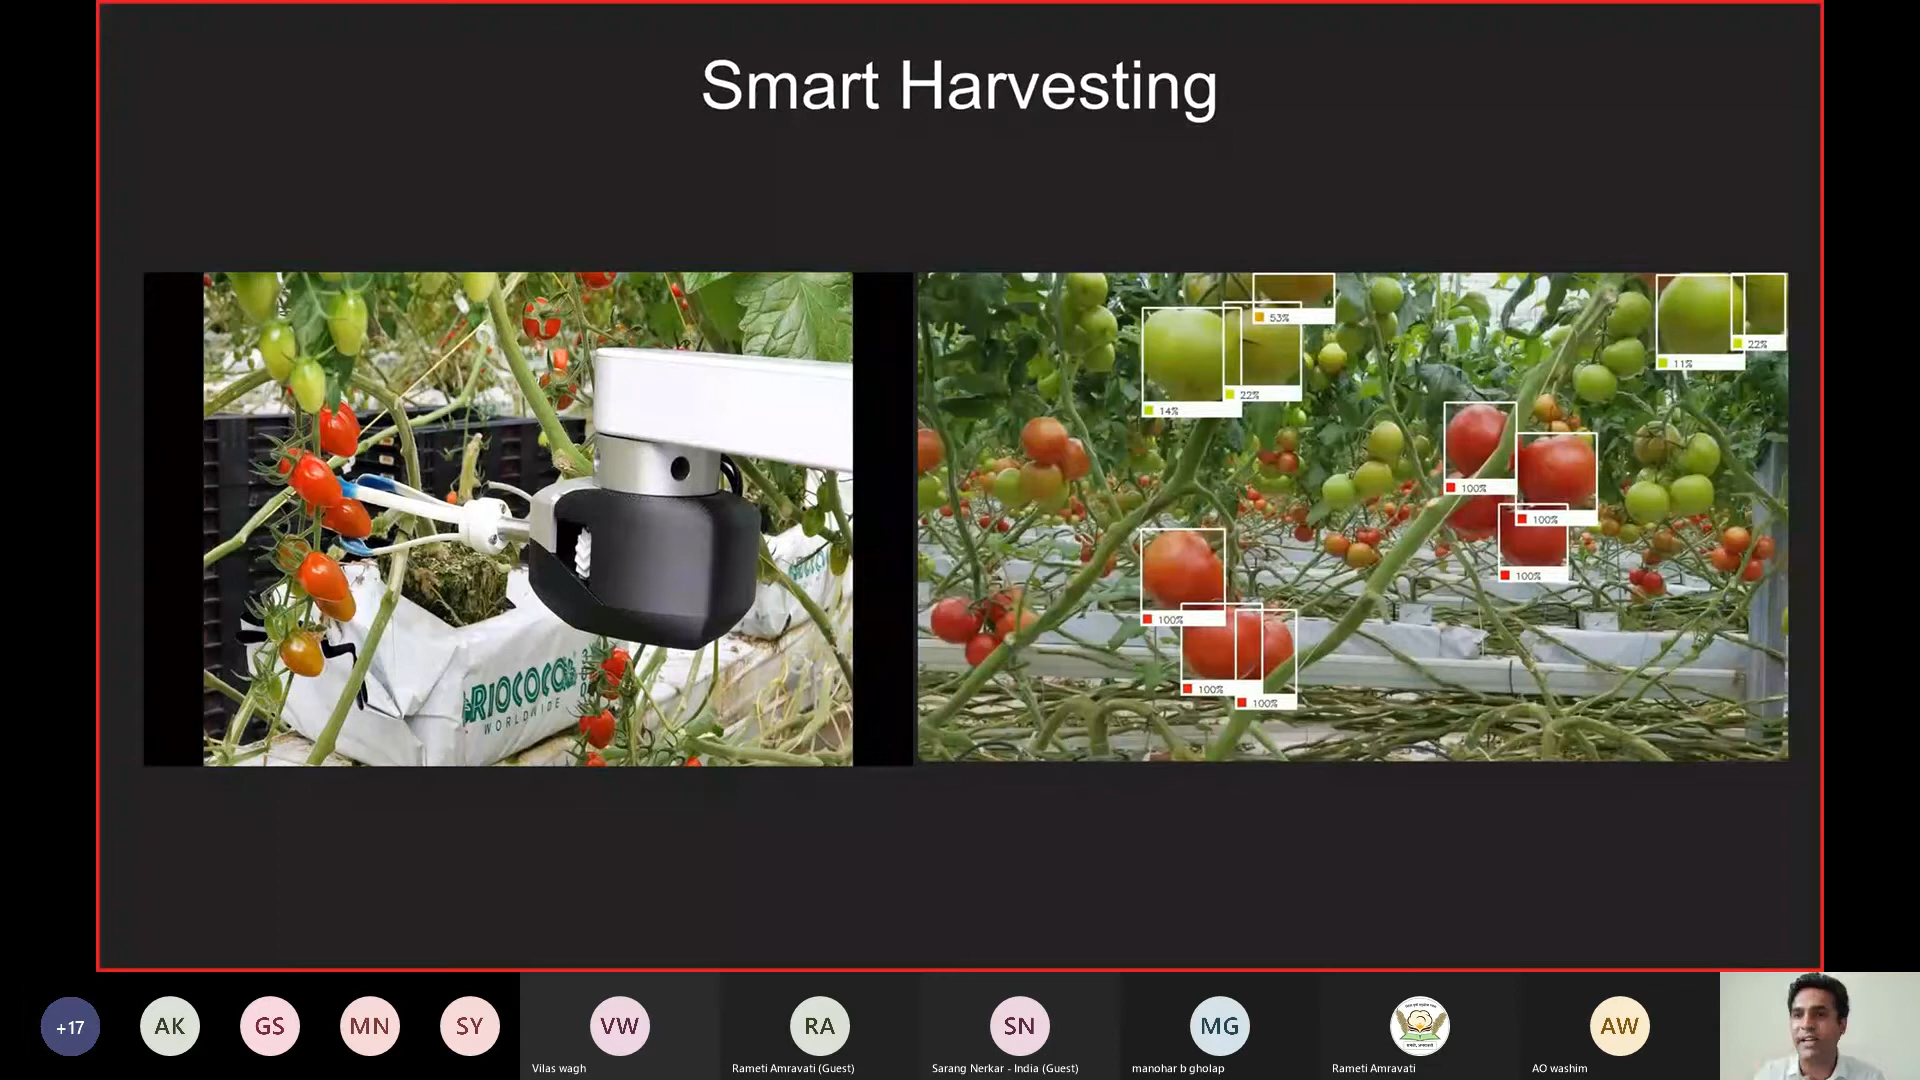 Smart Harvesting
RIOCOCO
WORLDWIDE
53%
14%
22%
11%
22%
100%
100%
100%
100%
100%
100%
+17
AK
GS
MN
SY
VW
RA
SN
MG
AW
Vilas wagh
Rameti Amravati (Guest)
Sarang Nerkar - India (Guest)
manohar b gholap
Rameti Amravati
AO washim